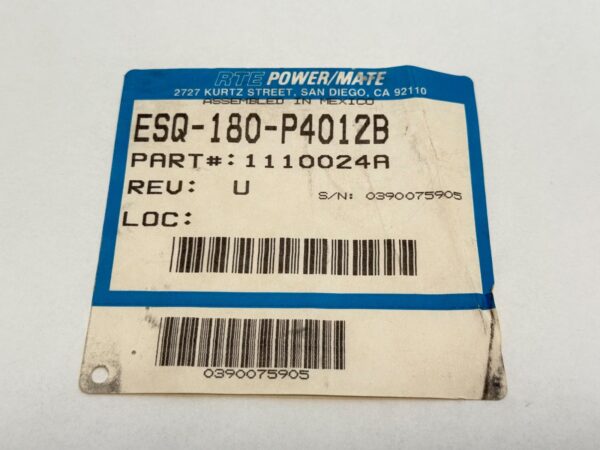 RTE POWER/MATE
2727 KURTZ STREET, SAN DIEGO, CA 92110
ASSEMBLED IN MEXICO
ESQ-180-P4012B
PART#: 1110024A
REV: U
S/N: 0390075905
LOC:
0390075905